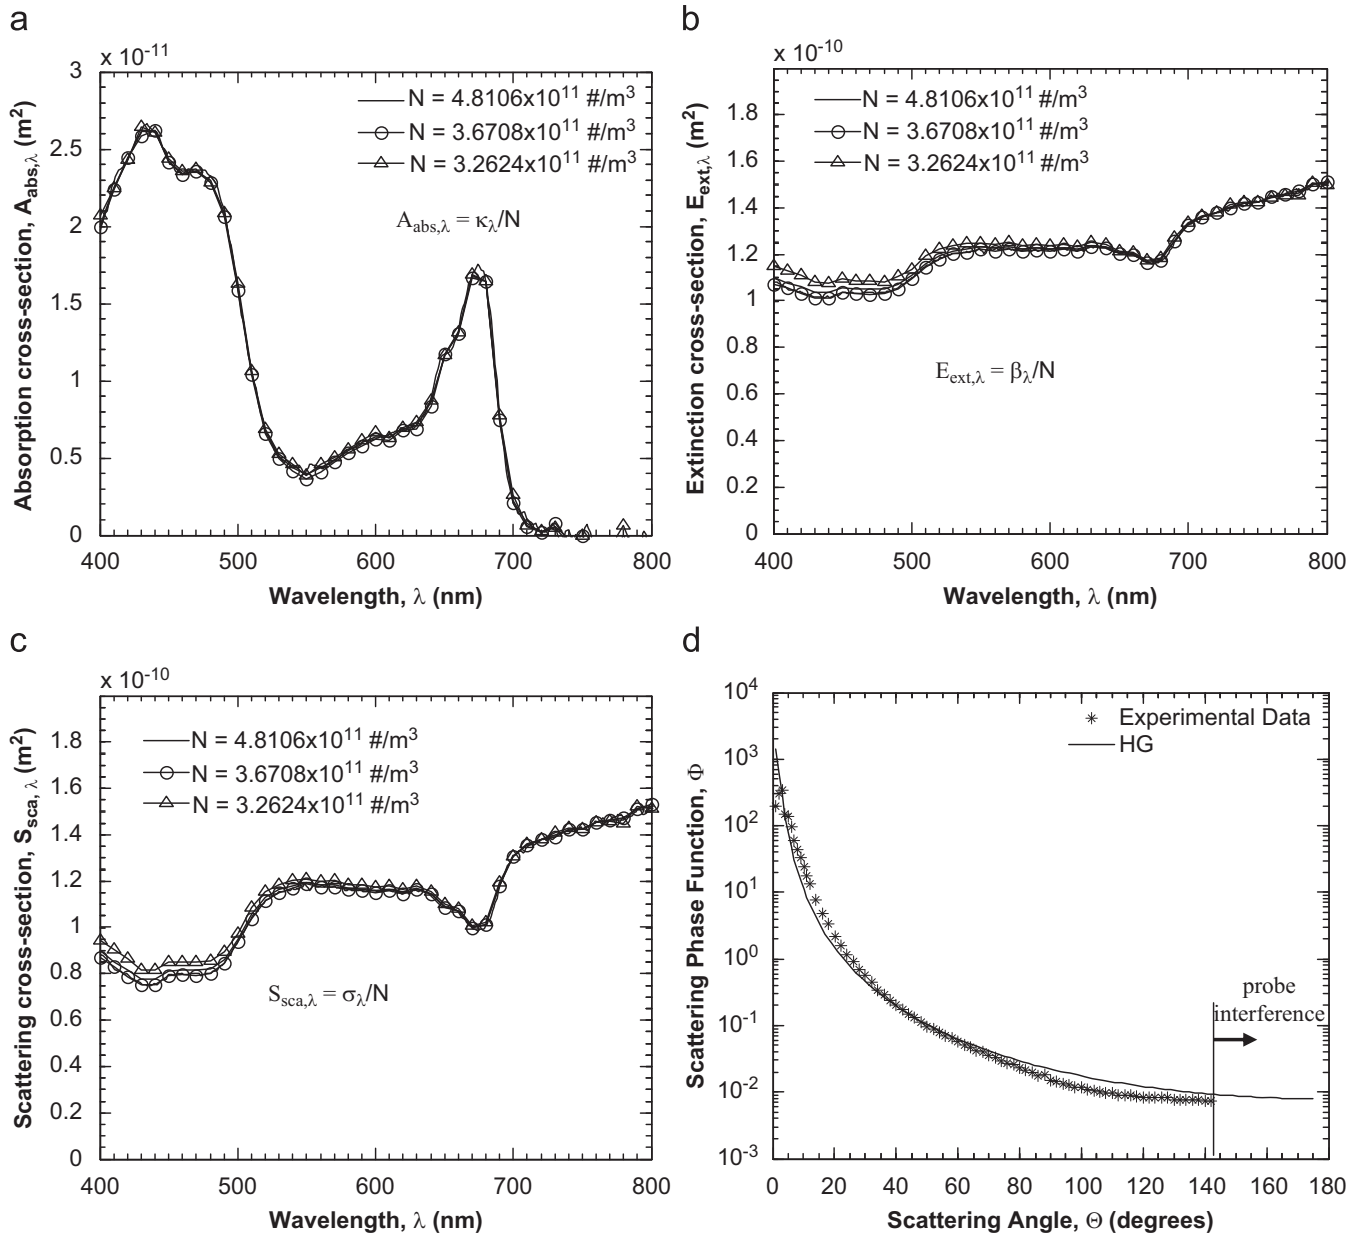 a
x 10⁻¹¹
Absorption cross-section, A_abs,λ (m²)
3
2.5
2
1.5
1
0.5
0
N = 4.8106x10¹¹ #/m³
N = 3.6708x10¹¹ #/m³
N = 3.2624x10¹¹ #/m³
A_abs,λ = κ_λ/N
400 500 600 700 800
Wavelength, λ (nm)
b
x 10⁻¹⁰
Extinction cross-section, E_ext,λ (m²)
1.8
1.6
1.4
1.2
1
0.8
0.6
0.4
0.2
0
N = 4.8106x10¹¹ #/m³
N = 3.6708x10¹¹ #/m³
N = 3.2624x10¹¹ #/m³
E_ext,λ = β_λ/N
400 500 600 700 800
Wavelength, λ (nm)
c
x 10⁻¹⁰
Scattering cross-section, S_sca, λ (m²)
1.8
1.6
1.4
1.2
1
0.8
0.6
0.4
0.2
0
N = 4.8106x10¹¹ #/m³
N = 3.6708x10¹¹ #/m³
N = 3.2624x10¹¹ #/m³
S_sca,λ = σ_λ/N
400 500 600 700 800
Wavelength, λ (nm)
d
Scattering Phase Function, Φ
10⁴
10³
10²
10¹
10⁰
10⁻¹
10⁻²
10⁻³
Experimental Data
HG
probe
interference
0 20 40 60 80 100 120 140 160 180
Scattering Angle, Θ (degrees)